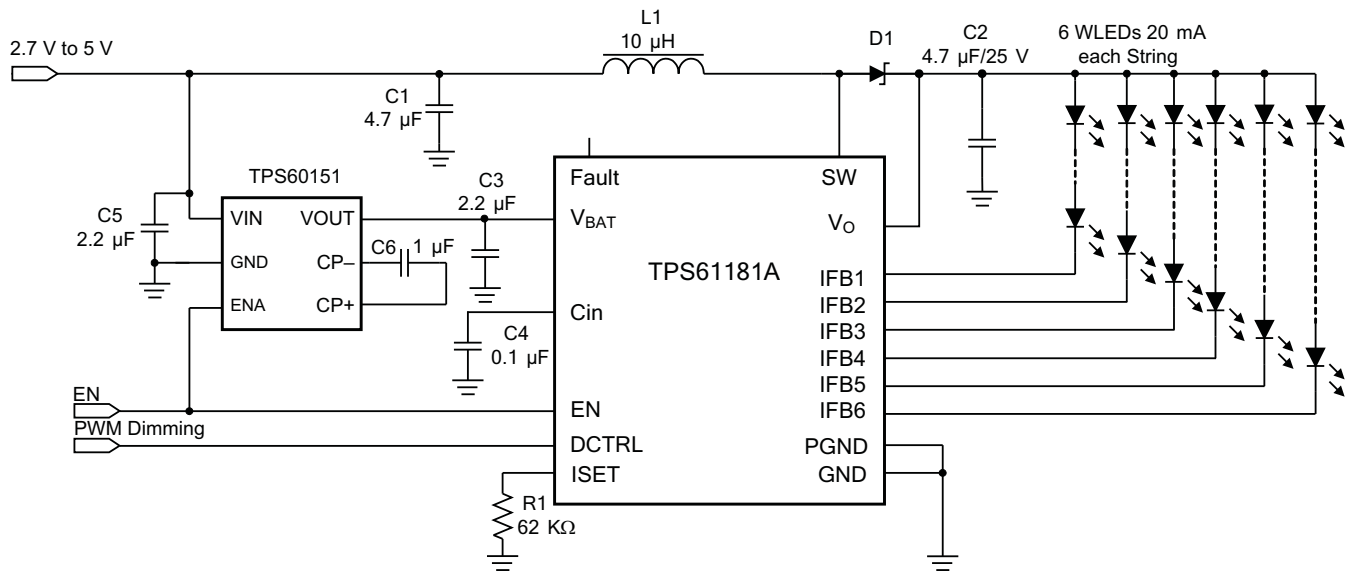 2.7 V to 5 V
L1
10 µH
D1
C2
4.7 µF/25 V
6 WLEDs 20 mA
each String
C1
4.7 µF
TPS60151
C5
2.2 µF
VIN
VOUT
GND
CP–
ENA
CP+
C6
1 µF
C3
2.2 µF
C4
0.1 µF
Fault
SW
VBAT
VO
TPS61181A
Cin
IFB1
IFB2
IFB3
IFB4
IFB5
IFB6
EN
PGND
DCTRL
GND
ISET
EN
PWM Dimming
R1
62 KΩ